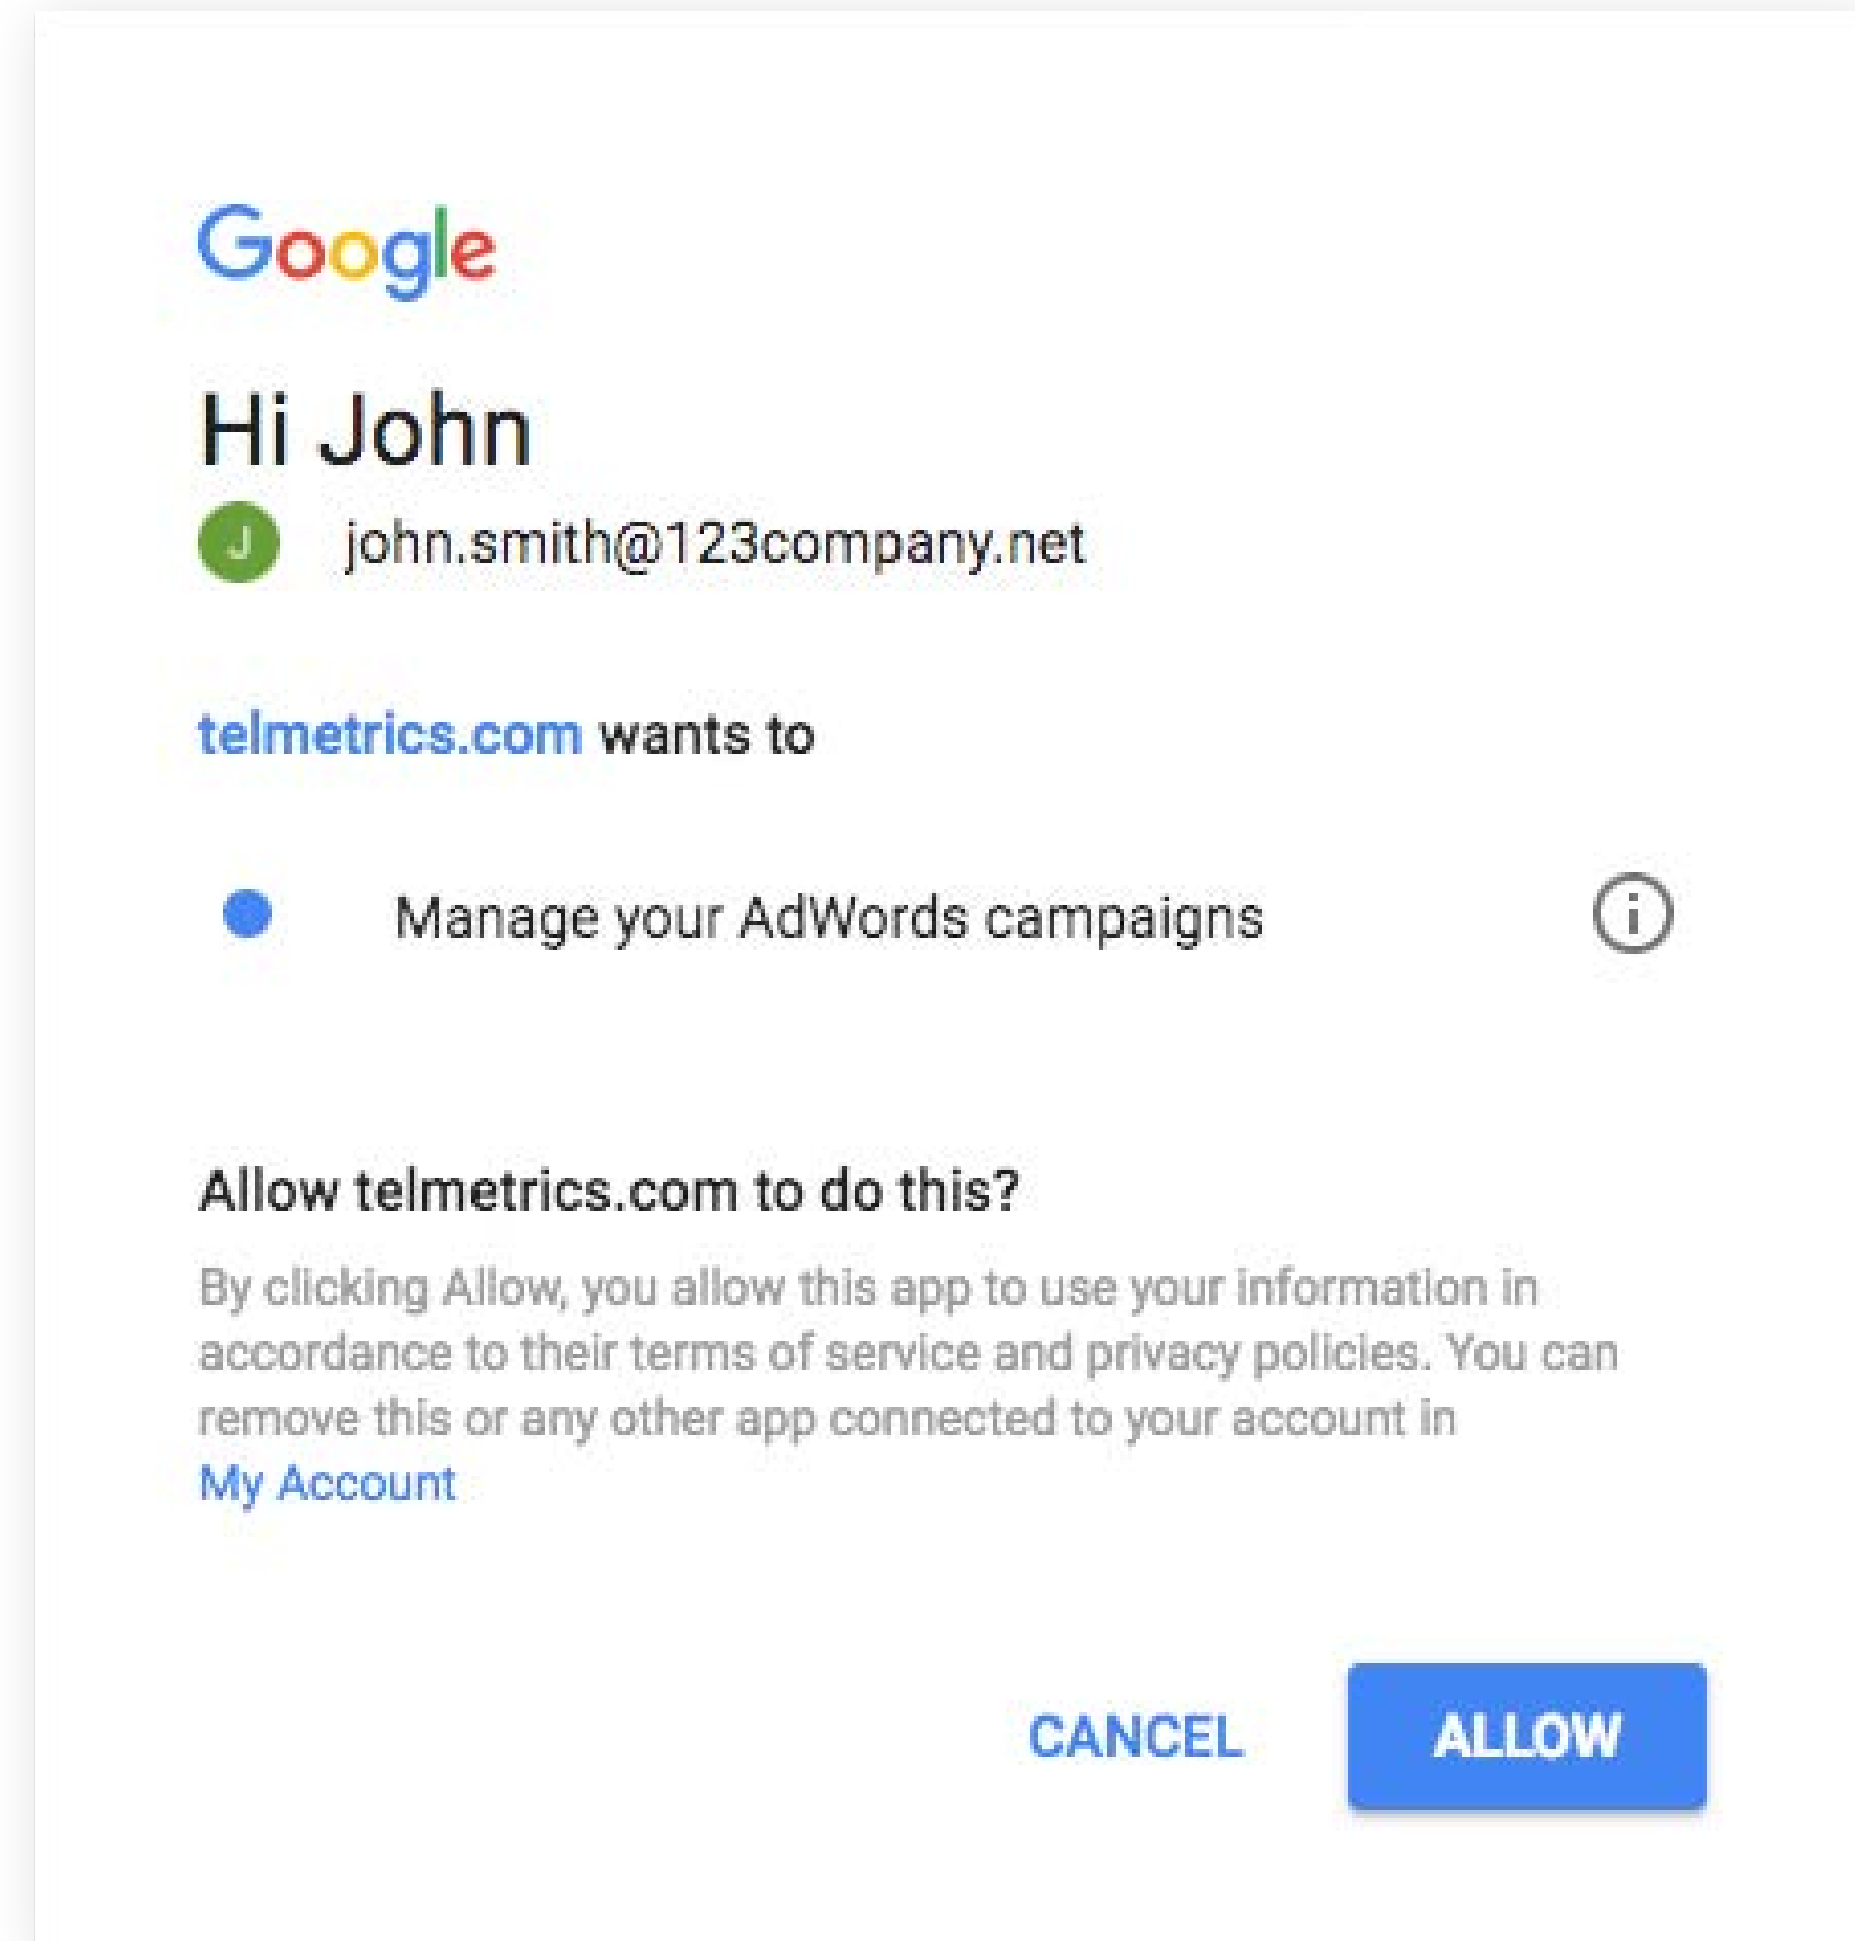 Google
Hi John
J
john.smith@123company.net
telmetrics.com wants to
Manage your AdWords campaigns
i
Allow telmetrics.com to do this?
By clicking Allow, you allow this app to use your information in
accordance to their terms of service and privacy policies. You can
remove this or any other app connected to your account in
My Account
CANCEL
ALLOW